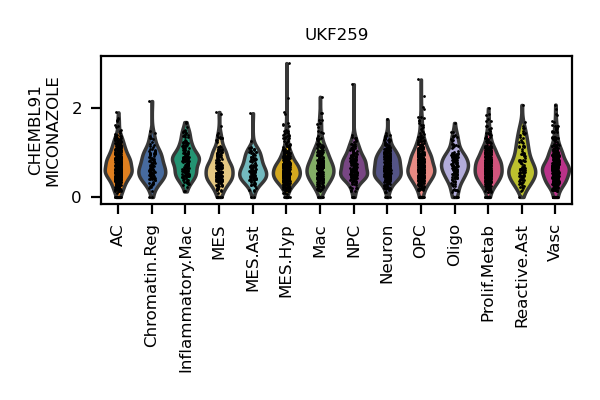 UKF259
CHEMBL91
MICONAZOLE
2
0
AC
Chromatin.Reg
Inflammatory.Mac
MES
MES.Ast
MES.Hyp
Mac
NPC
Neuron
OPC
Oligo
Prolif.Metab
Reactive.Ast
Vasc